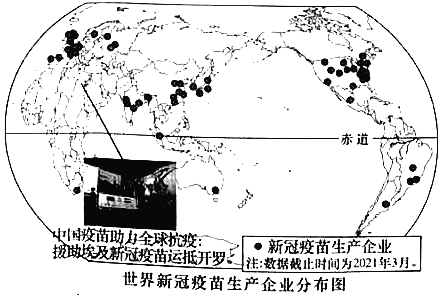 赤道
中国疫苗助力全球抗疫:
援助埃及新冠疫苗运抵开罗
新冠疫苗生产企业
注:数据截止时间为2021年3月。
世界新冠疫苗生产企业分布图